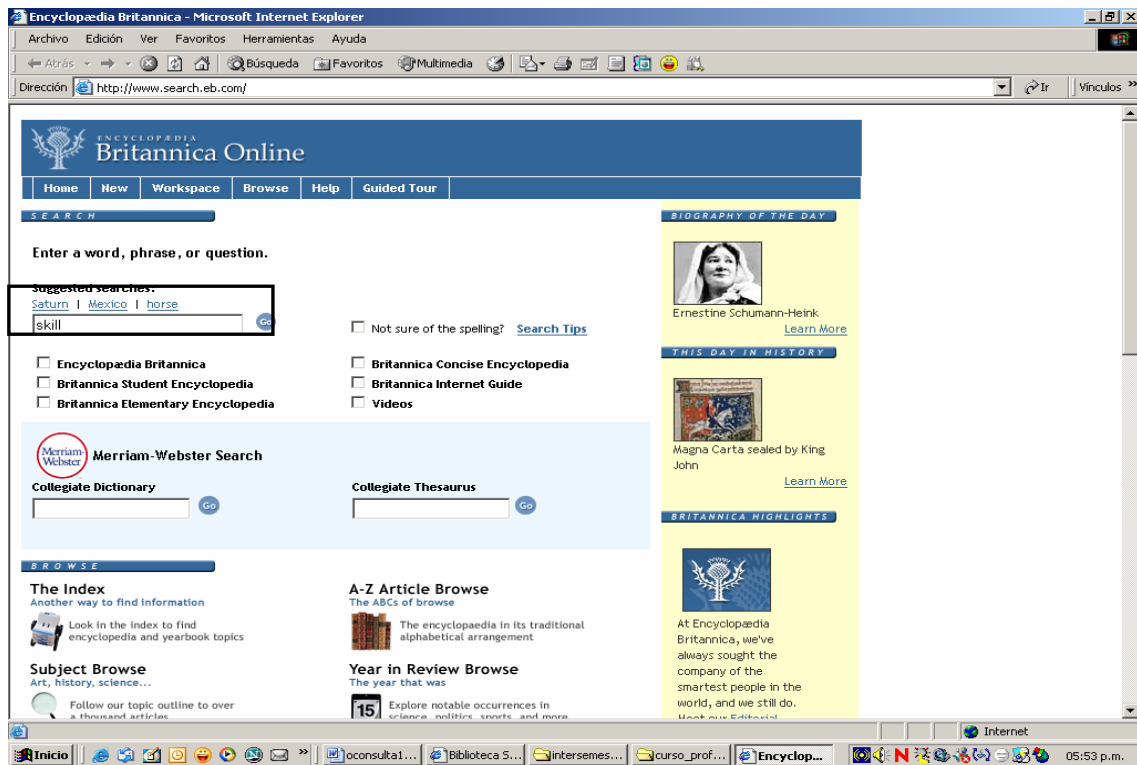 Encyclopædia Britannica - Microsoft Internet Explorer
Archivo Edición Ver Favoritos Herramientas Ayuda
Atrás Búsqueda Favoritos Multimedia
Dirección http://www.search.eb.com/ Ir Vínculos »
ENCYCLOPÆDIA
Britannica Online
Home New Workspace Browse Help Guided Tour
SEARCH
Enter a word, phrase, or question.
Suggested searches:
Saturn | Mexico | horse
skill Go
Not sure of the spelling? Search Tips
Encyclopædia Britannica
Britannica Student Encyclopedia
Britannica Elementary Encyclopedia
Britannica Concise Encyclopedia
Britannica Internet Guide
Videos
Merriam-
Webster
Merriam-Webster Search
Collegiate Dictionary
Go
Collegiate Thesaurus
Go
BROWSE
The Index
Another way to find information
Look in the index to find
encyclopedia and yearbook topics
A-Z Article Browse
The ABCs of browse
The encyclopaedia in its traditional
alphabetical arrangement
Subject Browse
Art, history, science...
Follow our topic outline to over
a thousand articles
Year in Review Browse
The year that was
15
Explore notable occurrences in
science, politics, sports, and more
BIOGRAPHY OF THE DAY
Ernestine Schumann-Heink
Learn More
THIS DAY IN HISTORY
Magna Carta sealed by King
John
Learn More
BRITANNICA HIGHLIGHTS
At Encyclopædia
Britannica, we've
always sought the
company of the
smartest people in the
world, and we still do.
Meet our Editorial
Internet
Inicio » oconsulta1... Biblioteca S... intersemes... curso_prof... Encyclop... 05:53 p.m.